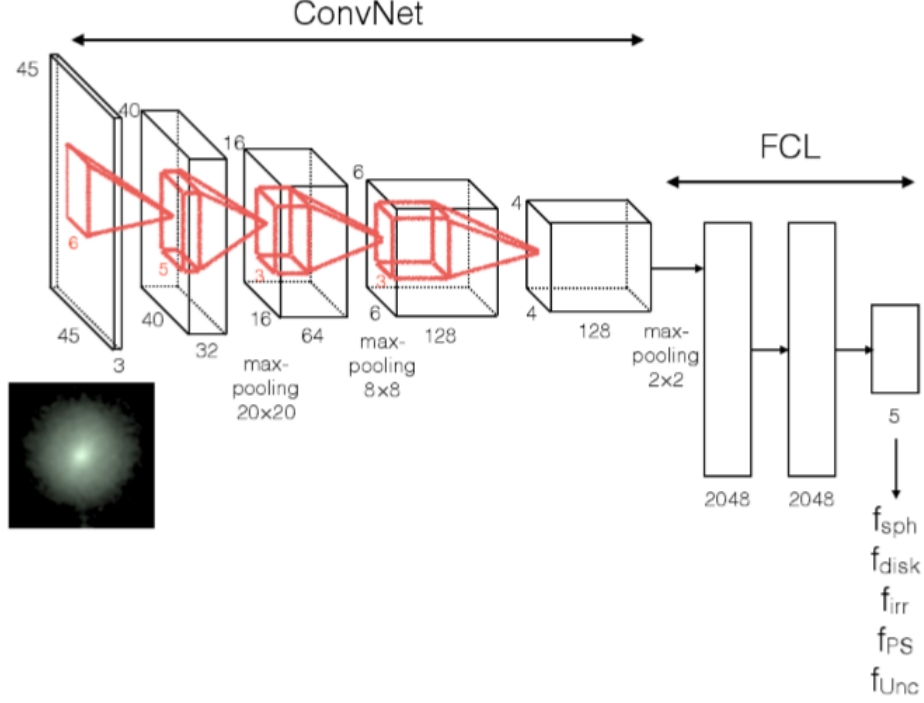 ConvNet
45
40
16
6
4
FCL
6
5
3
3
45
3
40
32
16
64
6
128
4
128
max-
pooling
20×20
max-
pooling
8×8
max-
pooling
2×2
2048
2048
5
fsph
fdisk
firr
fPS
fUnc